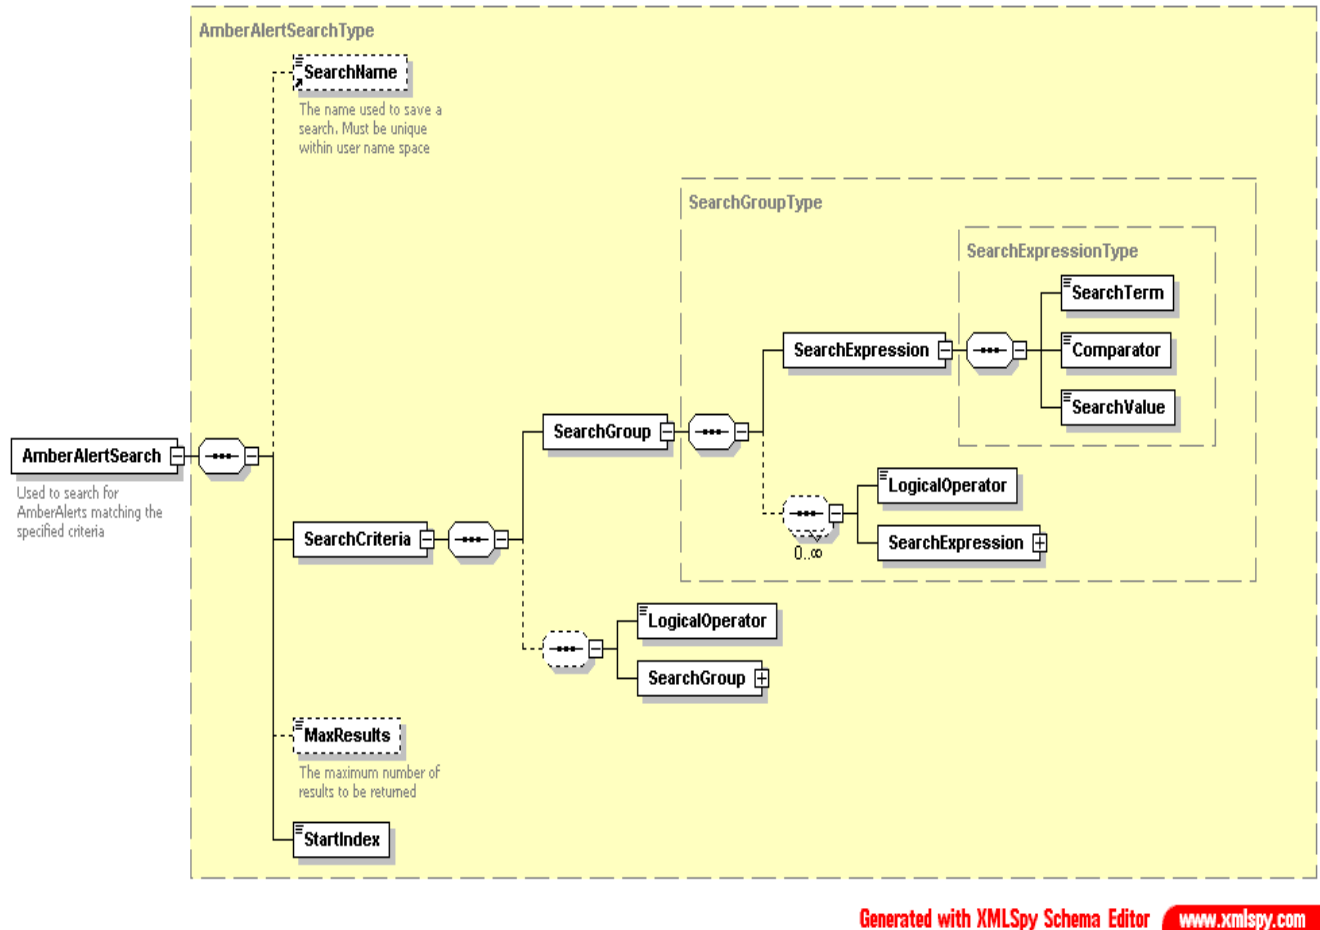 AmberAlertSearchType
SearchName
The name used to save a
search. Must be unique
within user name space
SearchGroupType
SearchExpressionType
SearchTerm
SearchExpression
Comparator
SearchValue
SearchGroup
AmberAlertSearch
Used to search for
AmberAlerts matching the
specified criteria
LogicalOperator
SearchCriteria
SearchExpression
0..∞
LogicalOperator
SearchGroup
MaxResults
The maximum number of
results to be returned
StartIndex
Generated with XMLSpy Schema Editor www.xmlspy.com